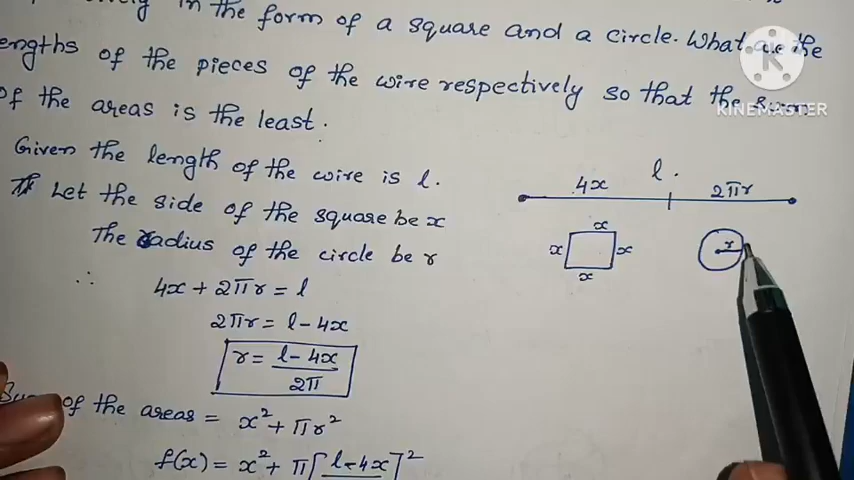 in the form of a square and a circle. What are the
engths of the pieces of the wire respectively so that the sum
of the areas is the least.
Given the length of the wire is l.
Let the side of the square be x
The radius of the circle be r
∴ 4x + 2πr = l
2πr = l - 4x
r = l - 4x / 2π
Sum of the areas = x² + πr²
f(x) = x² + π[l - 4x]²
l.
4x 2πr
x
x x
x
r
KINEMASTER